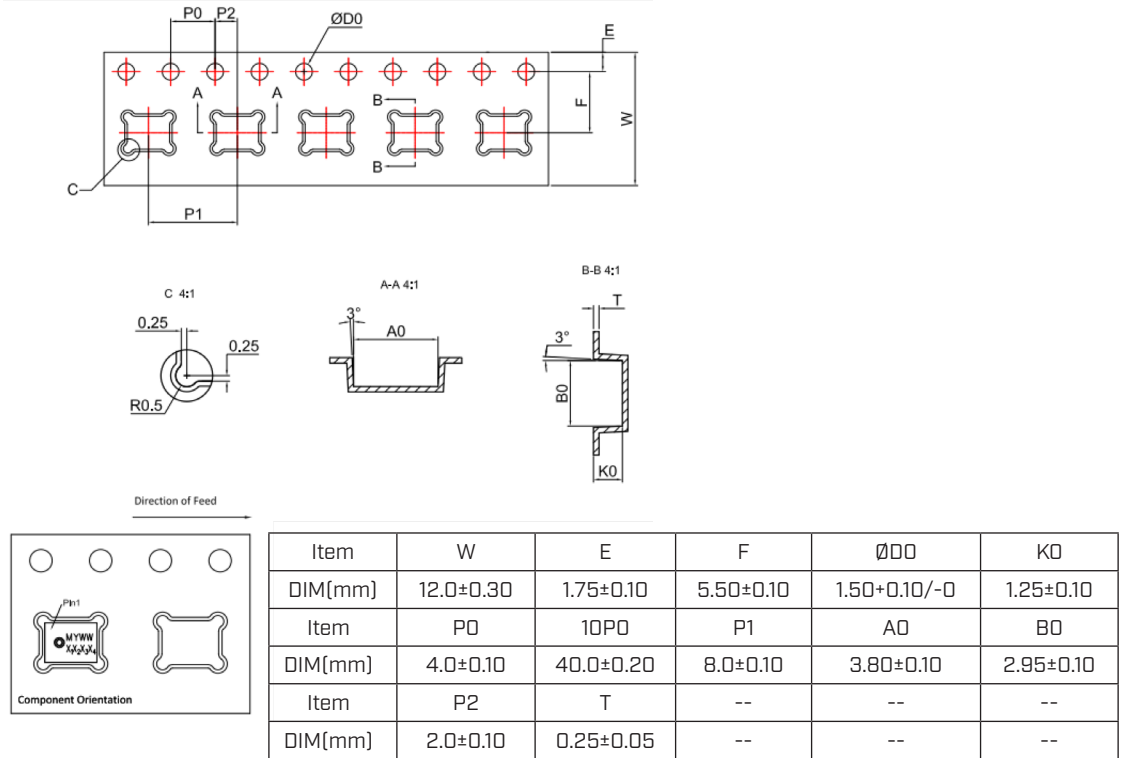 P0 P2 ØD0 E
A A B F W
B
C
P1
B-B 4:1
C 4:1 A-A 4:1 T
0.25 3° A0 3°
0.25
B0
R0.5
K0
Direction of Feed
Pin1
MYWW
X₁X₂X₃X₄
Component Orientation
Item W E F ØD0 K0
DIM(mm) 12.0±0.30 1.75±0.10 5.50±0.10 1.50+0.10/-0 1.25±0.10
Item P0 10P0 P1 A0 B0
DIM(mm) 4.0±0.10 40.0±0.20 8.0±0.10 3.80±0.10 2.95±0.10
Item P2 T -- -- --
DIM(mm) 2.0±0.10 0.25±0.05 -- -- --